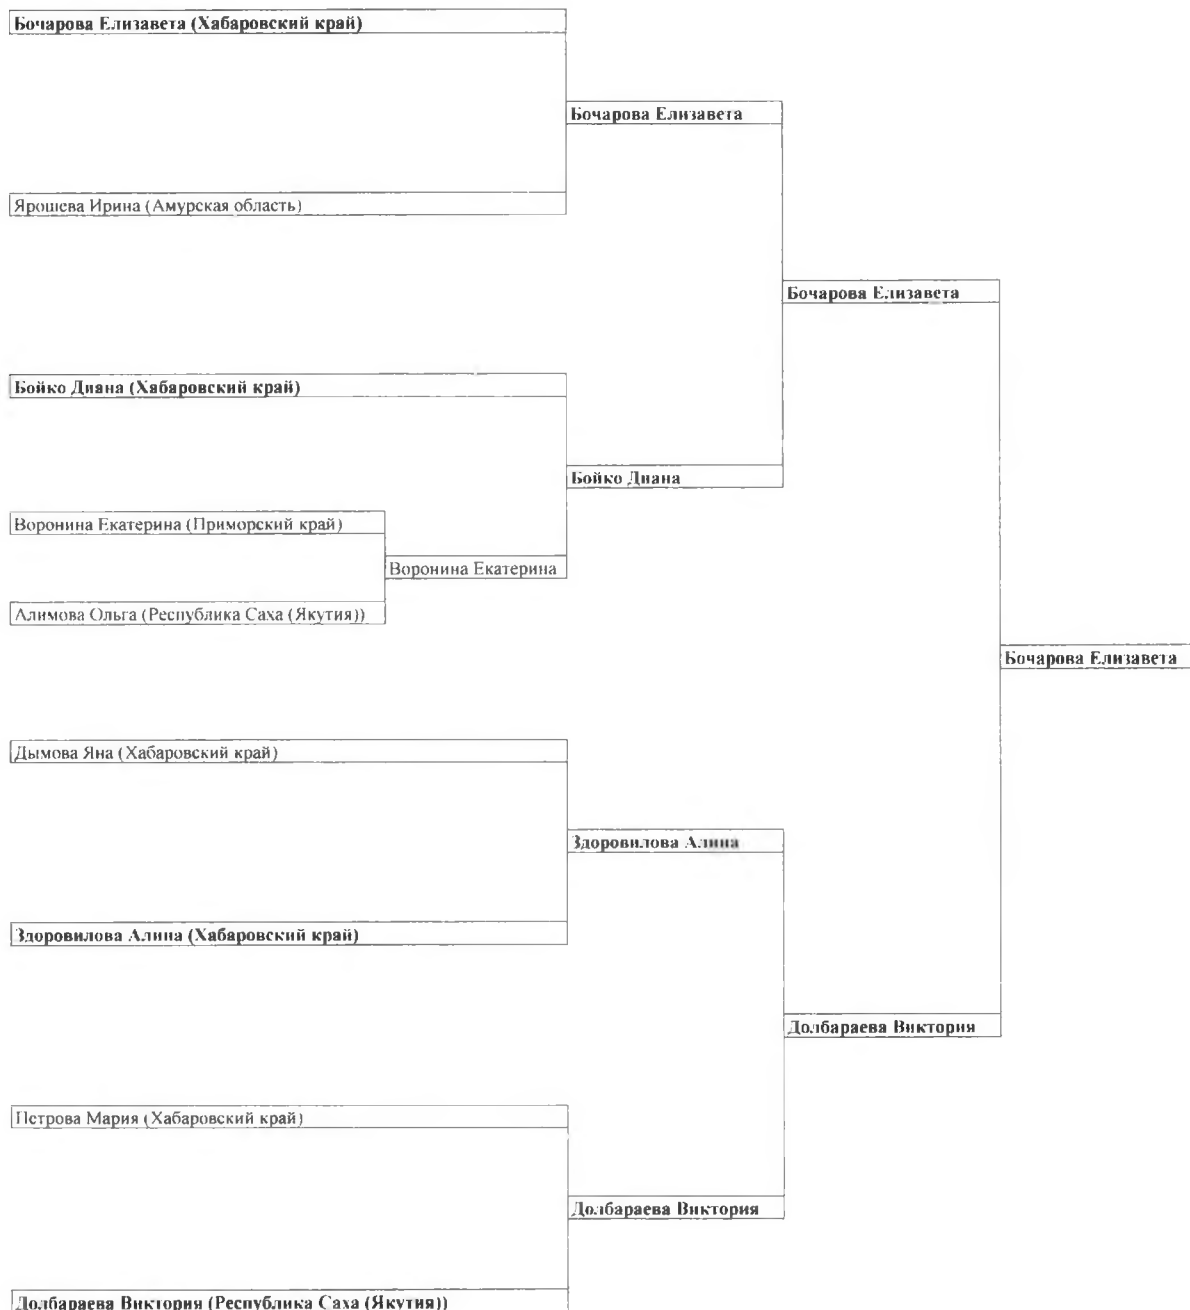 Бочарова Елизавета (Хабаровский край)
Бочарова Елизавета
Ярошева Ирина (Амурская область)
Бочарова Елизавета
Бойко Диана (Хабаровский край)
Бойко Диана
Воронина Екатерина (Приморский край)
Воронина Екатерина
Алимова Ольга (Республика Саха (Якутия))
Бочарова Елизавета
Дымова Яна (Хабаровский край)
Здоровилова Алина
Здоровилова Алина (Хабаровский край)
Долбараева Виктория
Петрова Мария (Хабаровский край)
Долбараева Виктория
Долбараева Виктория (Республика Саха (Якутия))